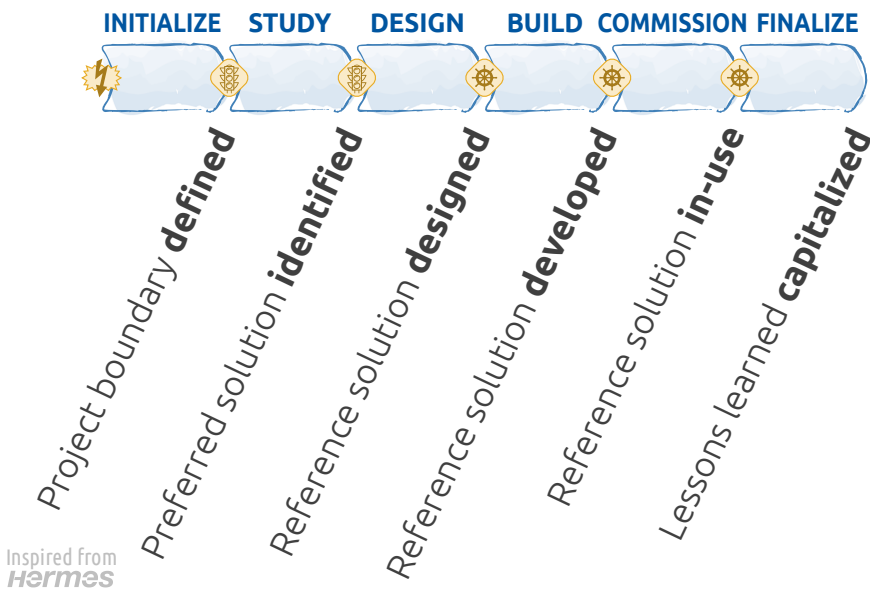 INITIALIZE STUDY DESIGN BUILD COMMISSION FINALIZE
Project boundary defined
Preferred solution identified
Reference solution designed
Reference solution developed
Reference solution in-use
Lessons learned capitalized
Inspired from
Hermes